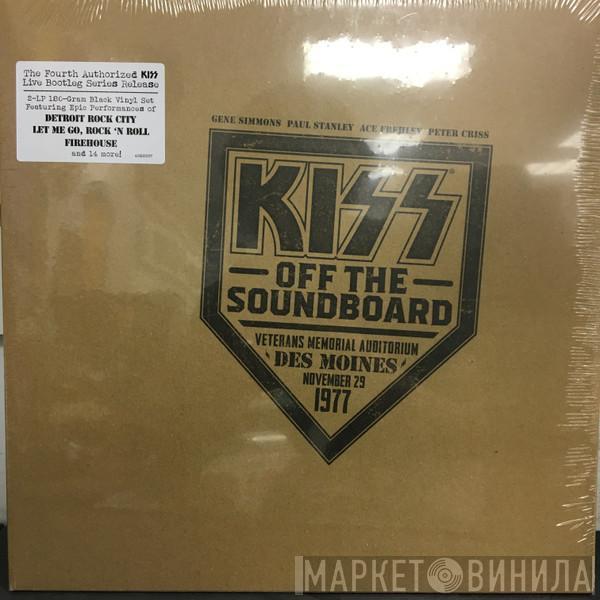 The Fourth Authorized KISS
Live Bootleg Series Release
2-LP 180-Gram Black Vinyl Set
Featuring Epic Performances of
DETROIT ROCK CITY
LET ME GO, ROCK 'N ROLL
FIREHOUSE
and 14 more!
GENE SIMMONS PAUL STANLEY ACE FREHLEY PETER CRISS
KISS
OFF THE
SOUNDBOARD
VETERANS MEMORIAL AUDITORIUM
DES MOINES
NOVEMBER 29
1977
МАРКЕТ ВИНИЛА